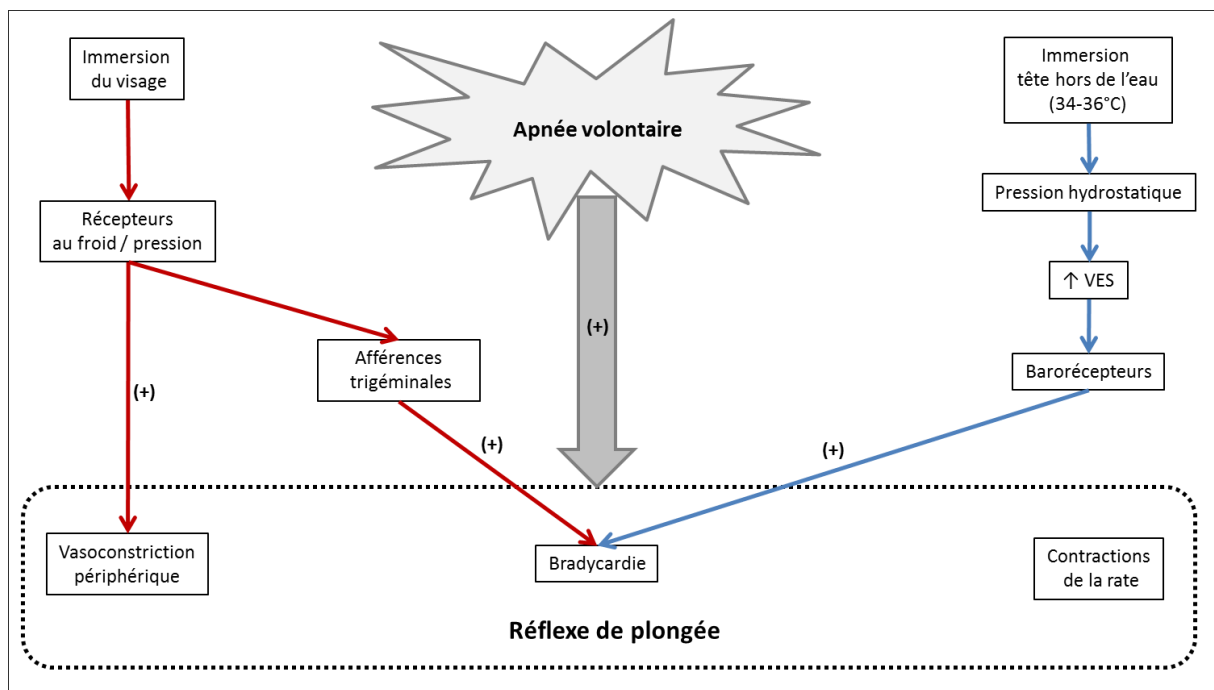 Immersion
du visage
Apnée volontaire
Immersion
tête hors de l’eau
(34-36°C)
Pression hydrostatique
Récepteurs
au froid / pression
↑ VES
(+)
Afférences
trigéminales
Barorécepteurs
(+)
(+)
(+)
Vasoconstriction
périphérique
Bradycardie
Contractions
de la rate
Réflexe de plongée